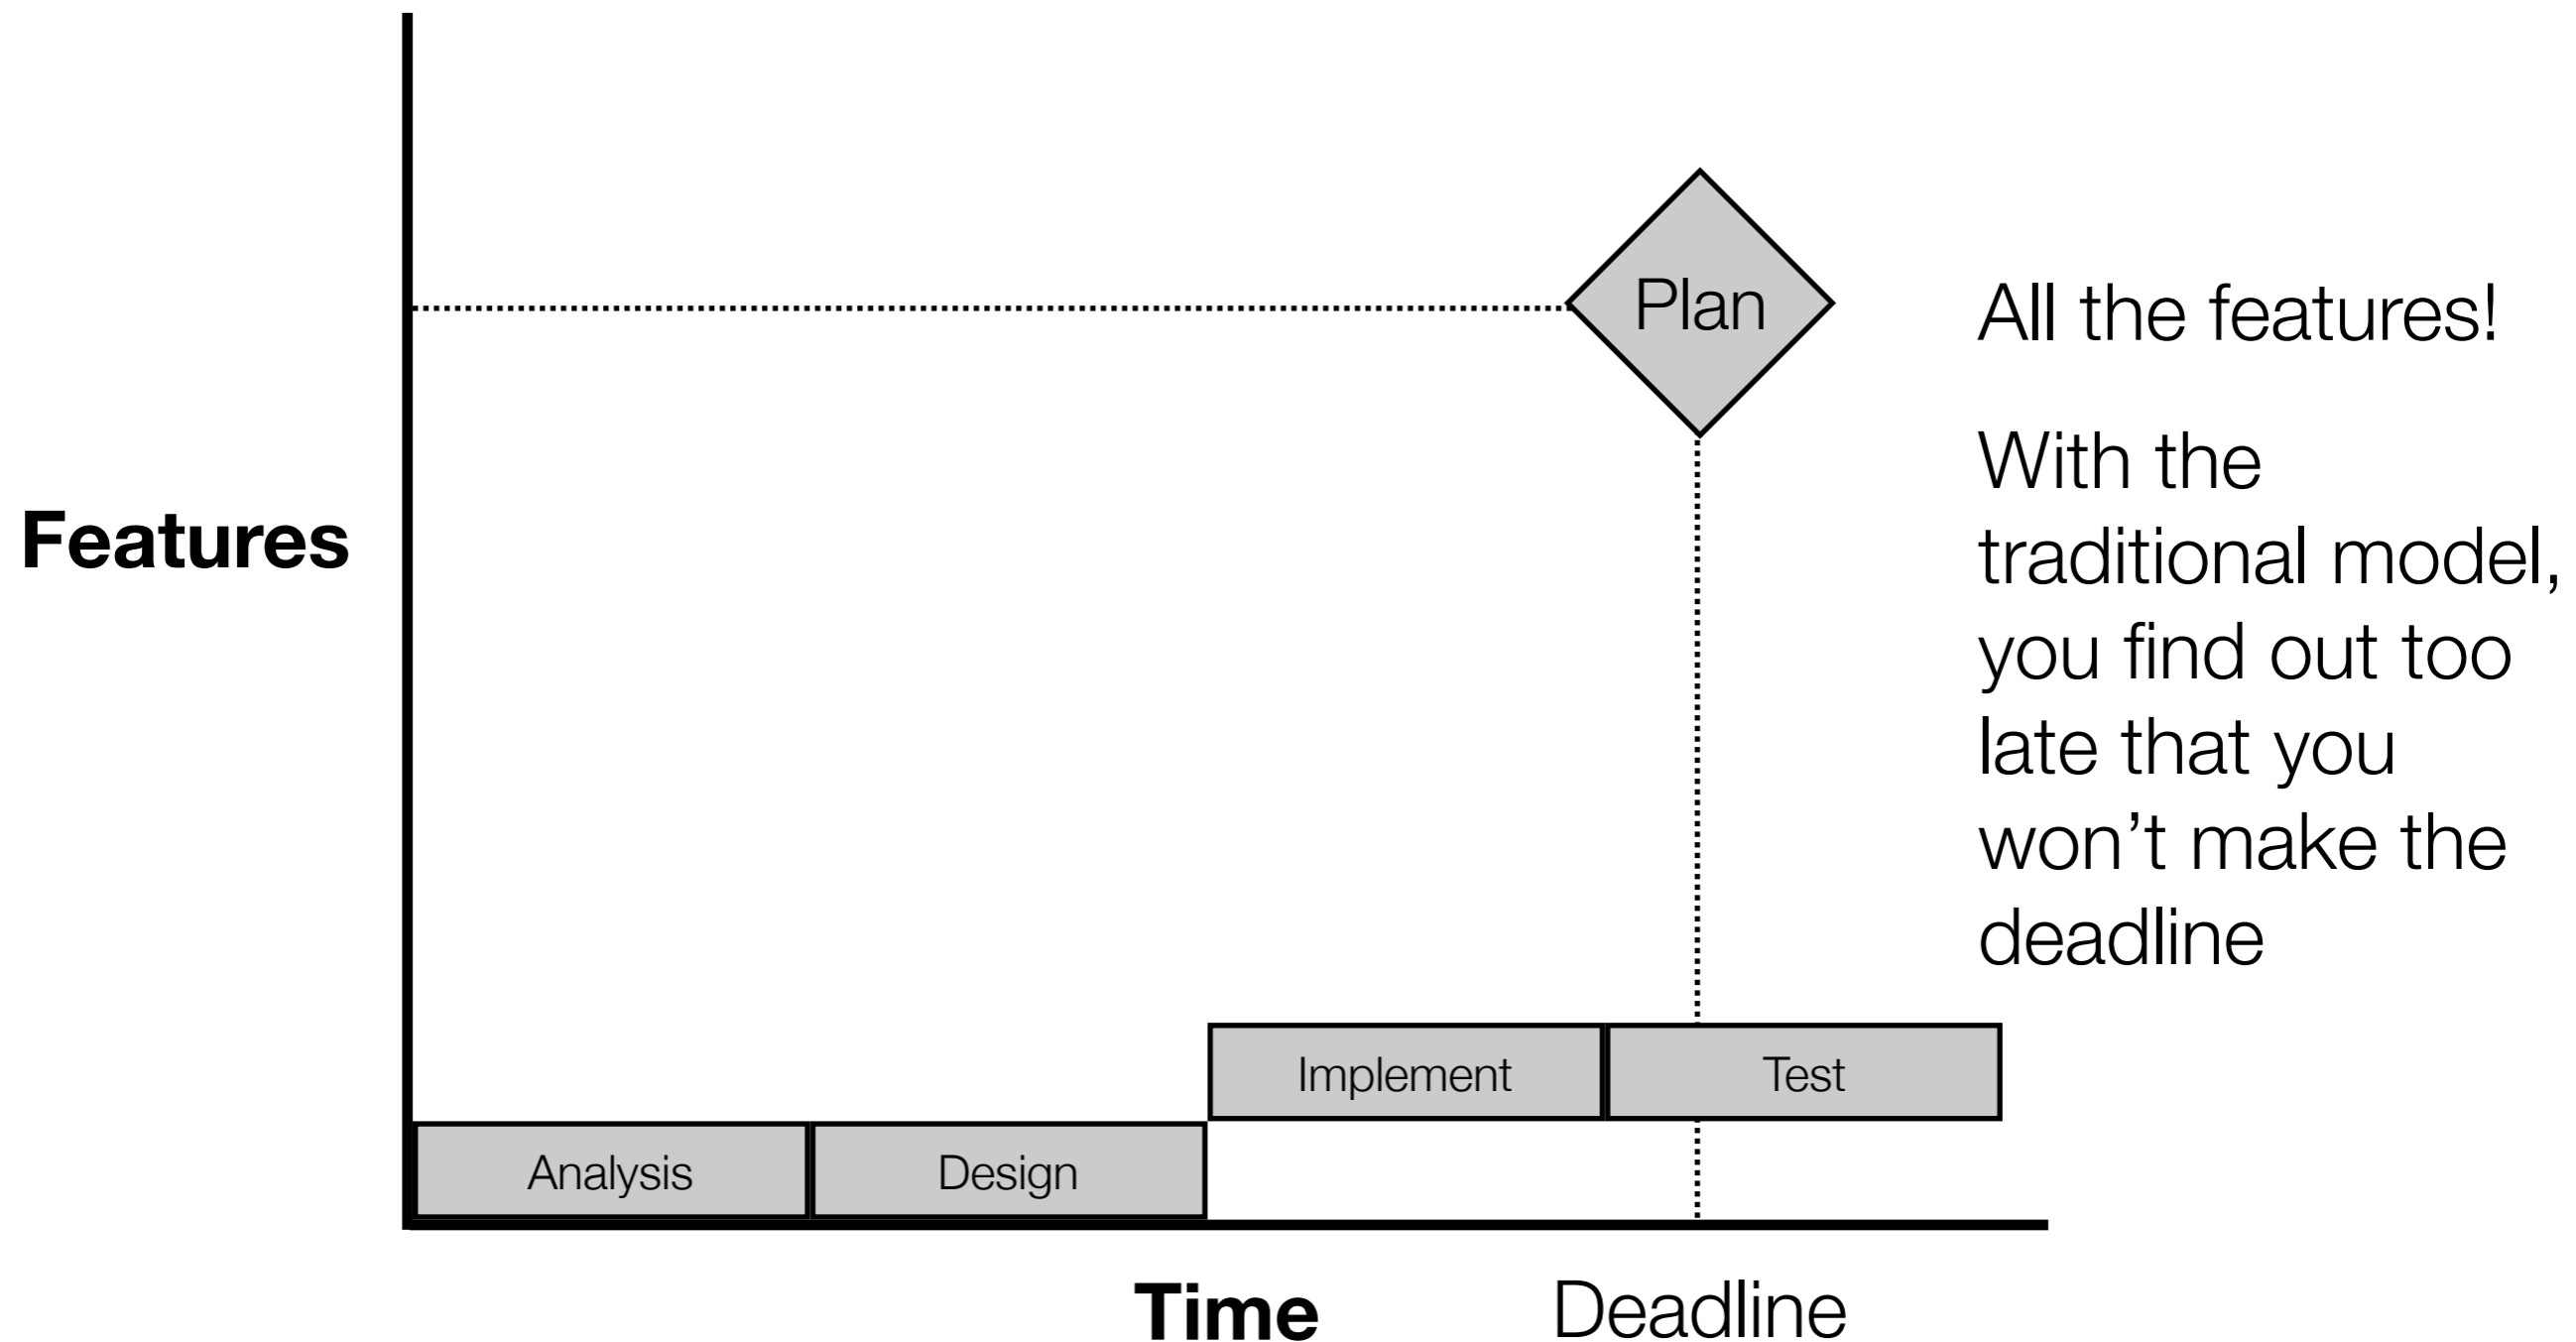 Plan
All the features!
With the
traditional model,
you find out too
late that you
won’t make the
deadline
Features
Implement
Test
Analysis
Design
Time
Deadline